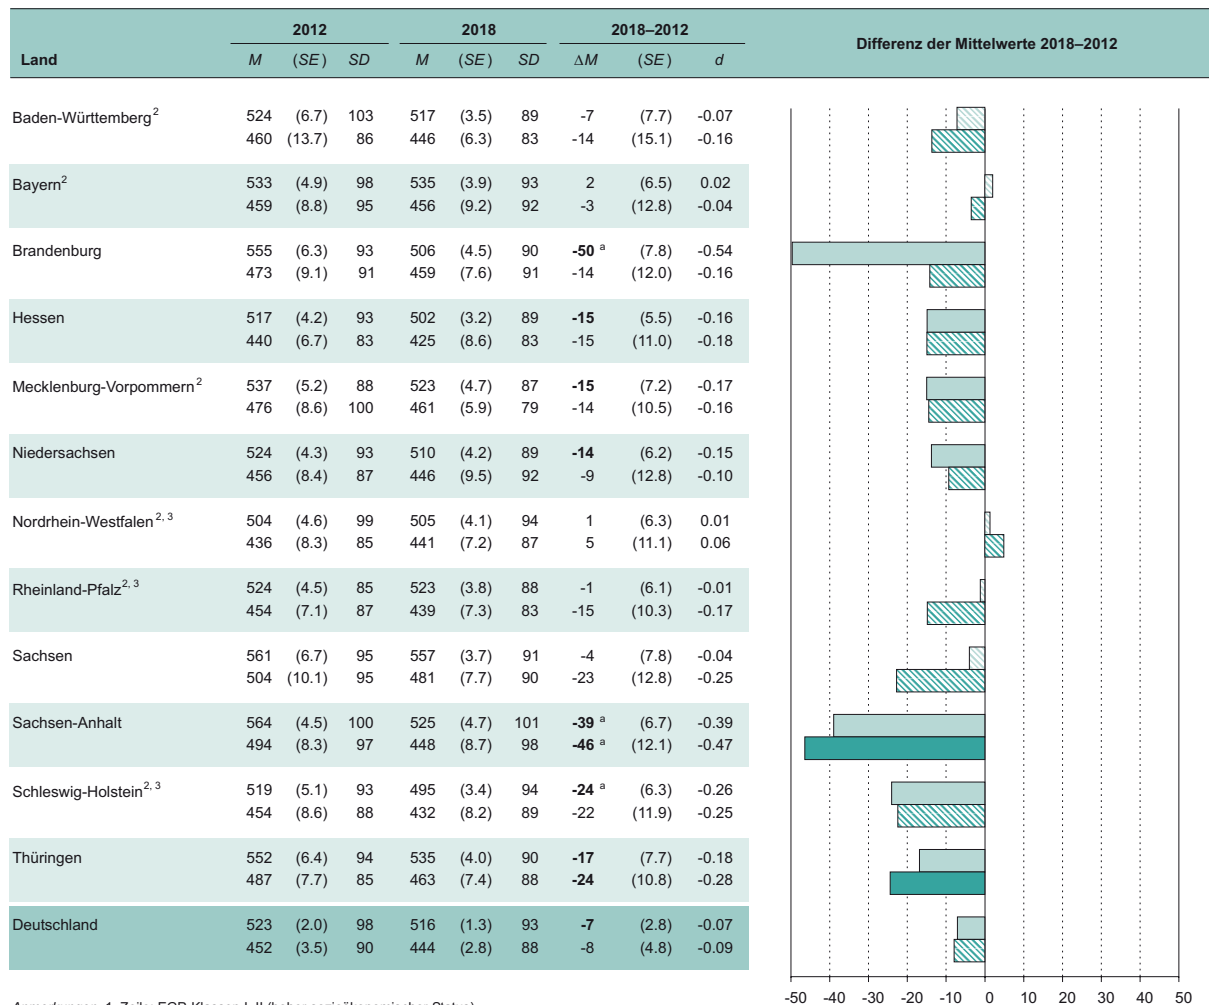 2012 2018 2018–2012 Differenz der Mittelwerte 2018–2012
Land M (SE) SD M (SE) SD ΔM (SE) d
Baden-Württemberg² 524 (6.7) 103 517 (3.5) 89 -7 (7.7) -0.07
460 (13.7) 86 446 (6.3) 83 -14 (15.1) -0.16
Bayern² 533 (4.9) 98 535 (3.9) 93 2 (6.5) 0.02
459 (8.8) 95 456 (9.2) 92 -3 (12.8) -0.04
Brandenburg 555 (6.3) 93 506 (4.5) 90 -50 ᵃ (7.8) -0.54
473 (9.1) 91 459 (7.6) 91 -14 (12.0) -0.16
Hessen 517 (4.2) 93 502 (3.2) 89 -15 (5.5) -0.16
440 (6.7) 83 425 (8.6) 83 -15 (11.0) -0.18
Mecklenburg-Vorpommern² 537 (5.2) 88 523 (4.7) 87 -15 (7.2) -0.17
476 (8.6) 100 461 (5.9) 79 -14 (10.5) -0.16
Niedersachsen 524 (4.3) 93 510 (4.2) 89 -14 (6.2) -0.15
456 (8.4) 87 446 (9.5) 92 -9 (12.8) -0.10
Nordrhein-Westfalen²,³ 504 (4.6) 99 505 (4.1) 94 1 (6.3) 0.01
436 (8.3) 85 441 (7.2) 87 5 (11.1) 0.06
Rheinland-Pfalz²,³ 524 (4.5) 85 523 (3.8) 88 -1 (6.1) -0.01
454 (7.1) 87 439 (7.3) 83 -15 (10.3) -0.17
Sachsen 561 (6.7) 95 557 (3.7) 91 -4 (7.8) -0.04
504 (10.1) 95 481 (7.7) 90 -23 (12.8) -0.25
Sachsen-Anhalt 564 (4.5) 100 525 (4.7) 101 -39 ᵃ (6.7) -0.39
494 (8.3) 97 448 (8.7) 98 -46 ᵃ (12.1) -0.47
Schleswig-Holstein²,³ 519 (5.1) 93 495 (3.4) 94 -24 ᵃ (6.3) -0.26
454 (8.6) 88 432 (8.2) 89 -22 (11.9) -0.25
Thüringen 552 (6.4) 94 535 (4.0) 90 -17 (7.7) -0.18
487 (7.7) 85 463 (7.4) 88 -24 (10.8) -0.28
Deutschland 523 (2.0) 98 516 (1.3) 93 -7 (2.8) -0.07
452 (3.5) 90 444 (2.8) 88 -8 (4.8) -0.09
-50 -40 -30 -20 -10 0 10 20 30 40 50